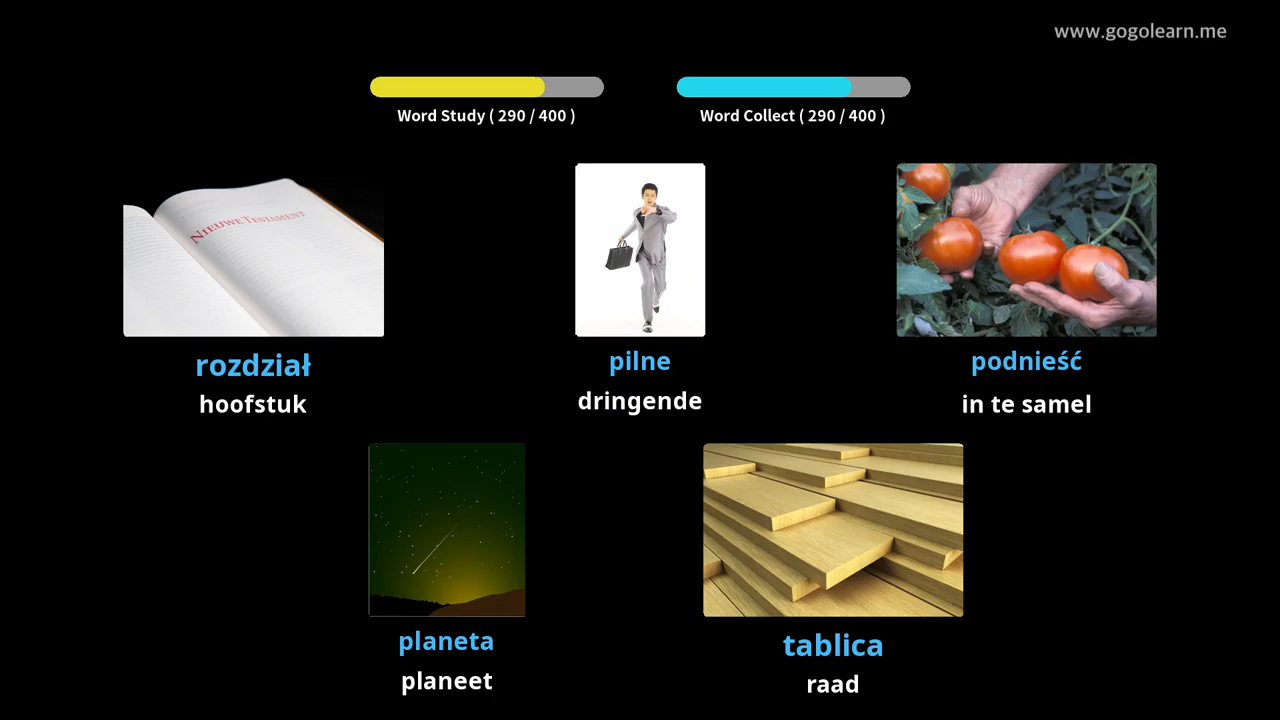 www.gogolearn.me
Word Study ( 290 / 400 )
Word Collect ( 290 / 400 )
NIEUWE TESTAMENT
rozdział
hoofstuk
pilne
dringende
podnieść
in te samel
planeta
planeet
tablica
raad